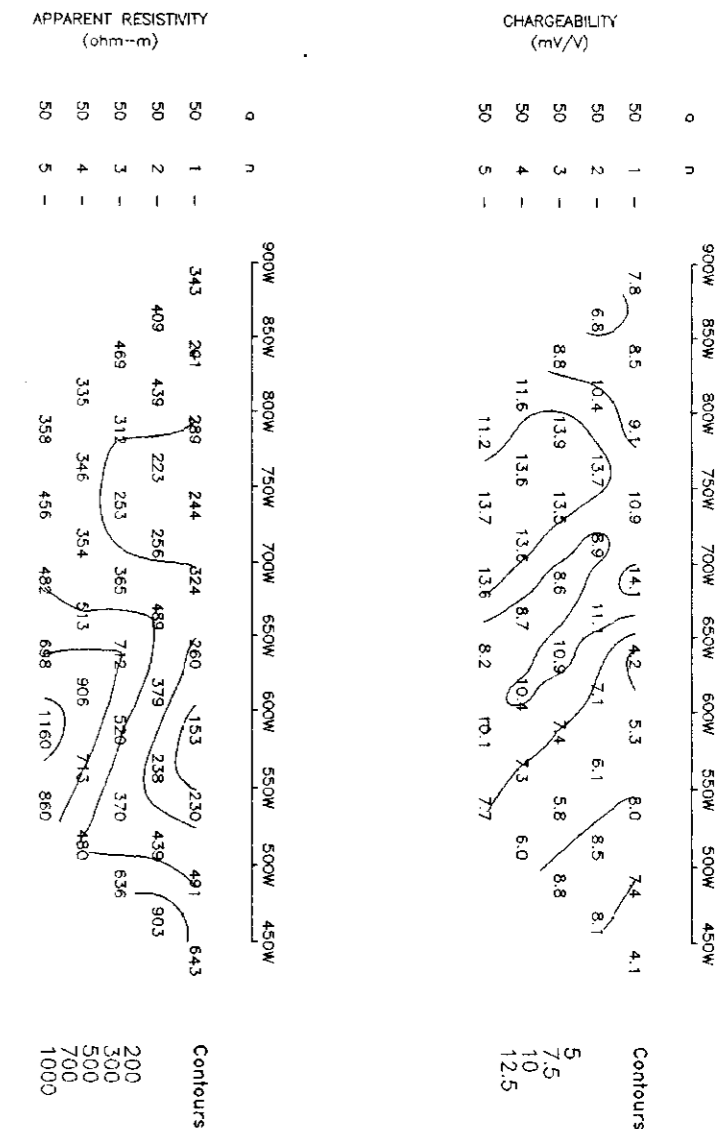 CHARGEABILITY
(mV/V)
a n 900W 850W 800W 750W 700W 650W 600W 550W 500W 450W
50 1 - 7.8 8.5 9.1 10.9 14.1 4.2 5.3 8.0 7.4 4.1 Contours
50 2 - 6.8 10.4 13.7 8.9 11.1 7.1 6.1 8.5 8.1
50 3 - 8.8 13.9 13.5 8.6 10.9 7.4 5.8 8.8
50 4 - 11.6 13.6 13.6 8.7 10.4 7.3 6.0
50 5 - 11.2 13.7 13.6 8.2 10.1 7.7
5
7.5
10
12.5
APPARENT RESISTIVITY
(ohm--m)
a n 900W 850W 800W 750W 700W 650W 600W 550W 500W 450W
50 1 - 343 291 289 244 324 260 153 230 491 643 Contours
50 2 - 409 439 223 256 489 379 238 439 903
50 3 - 469 312 253 365 712 520 370 636
50 4 - 335 346 354 513 906 713 480
50 5 - 358 456 482 698 1160 860
200
300
500
700
1000